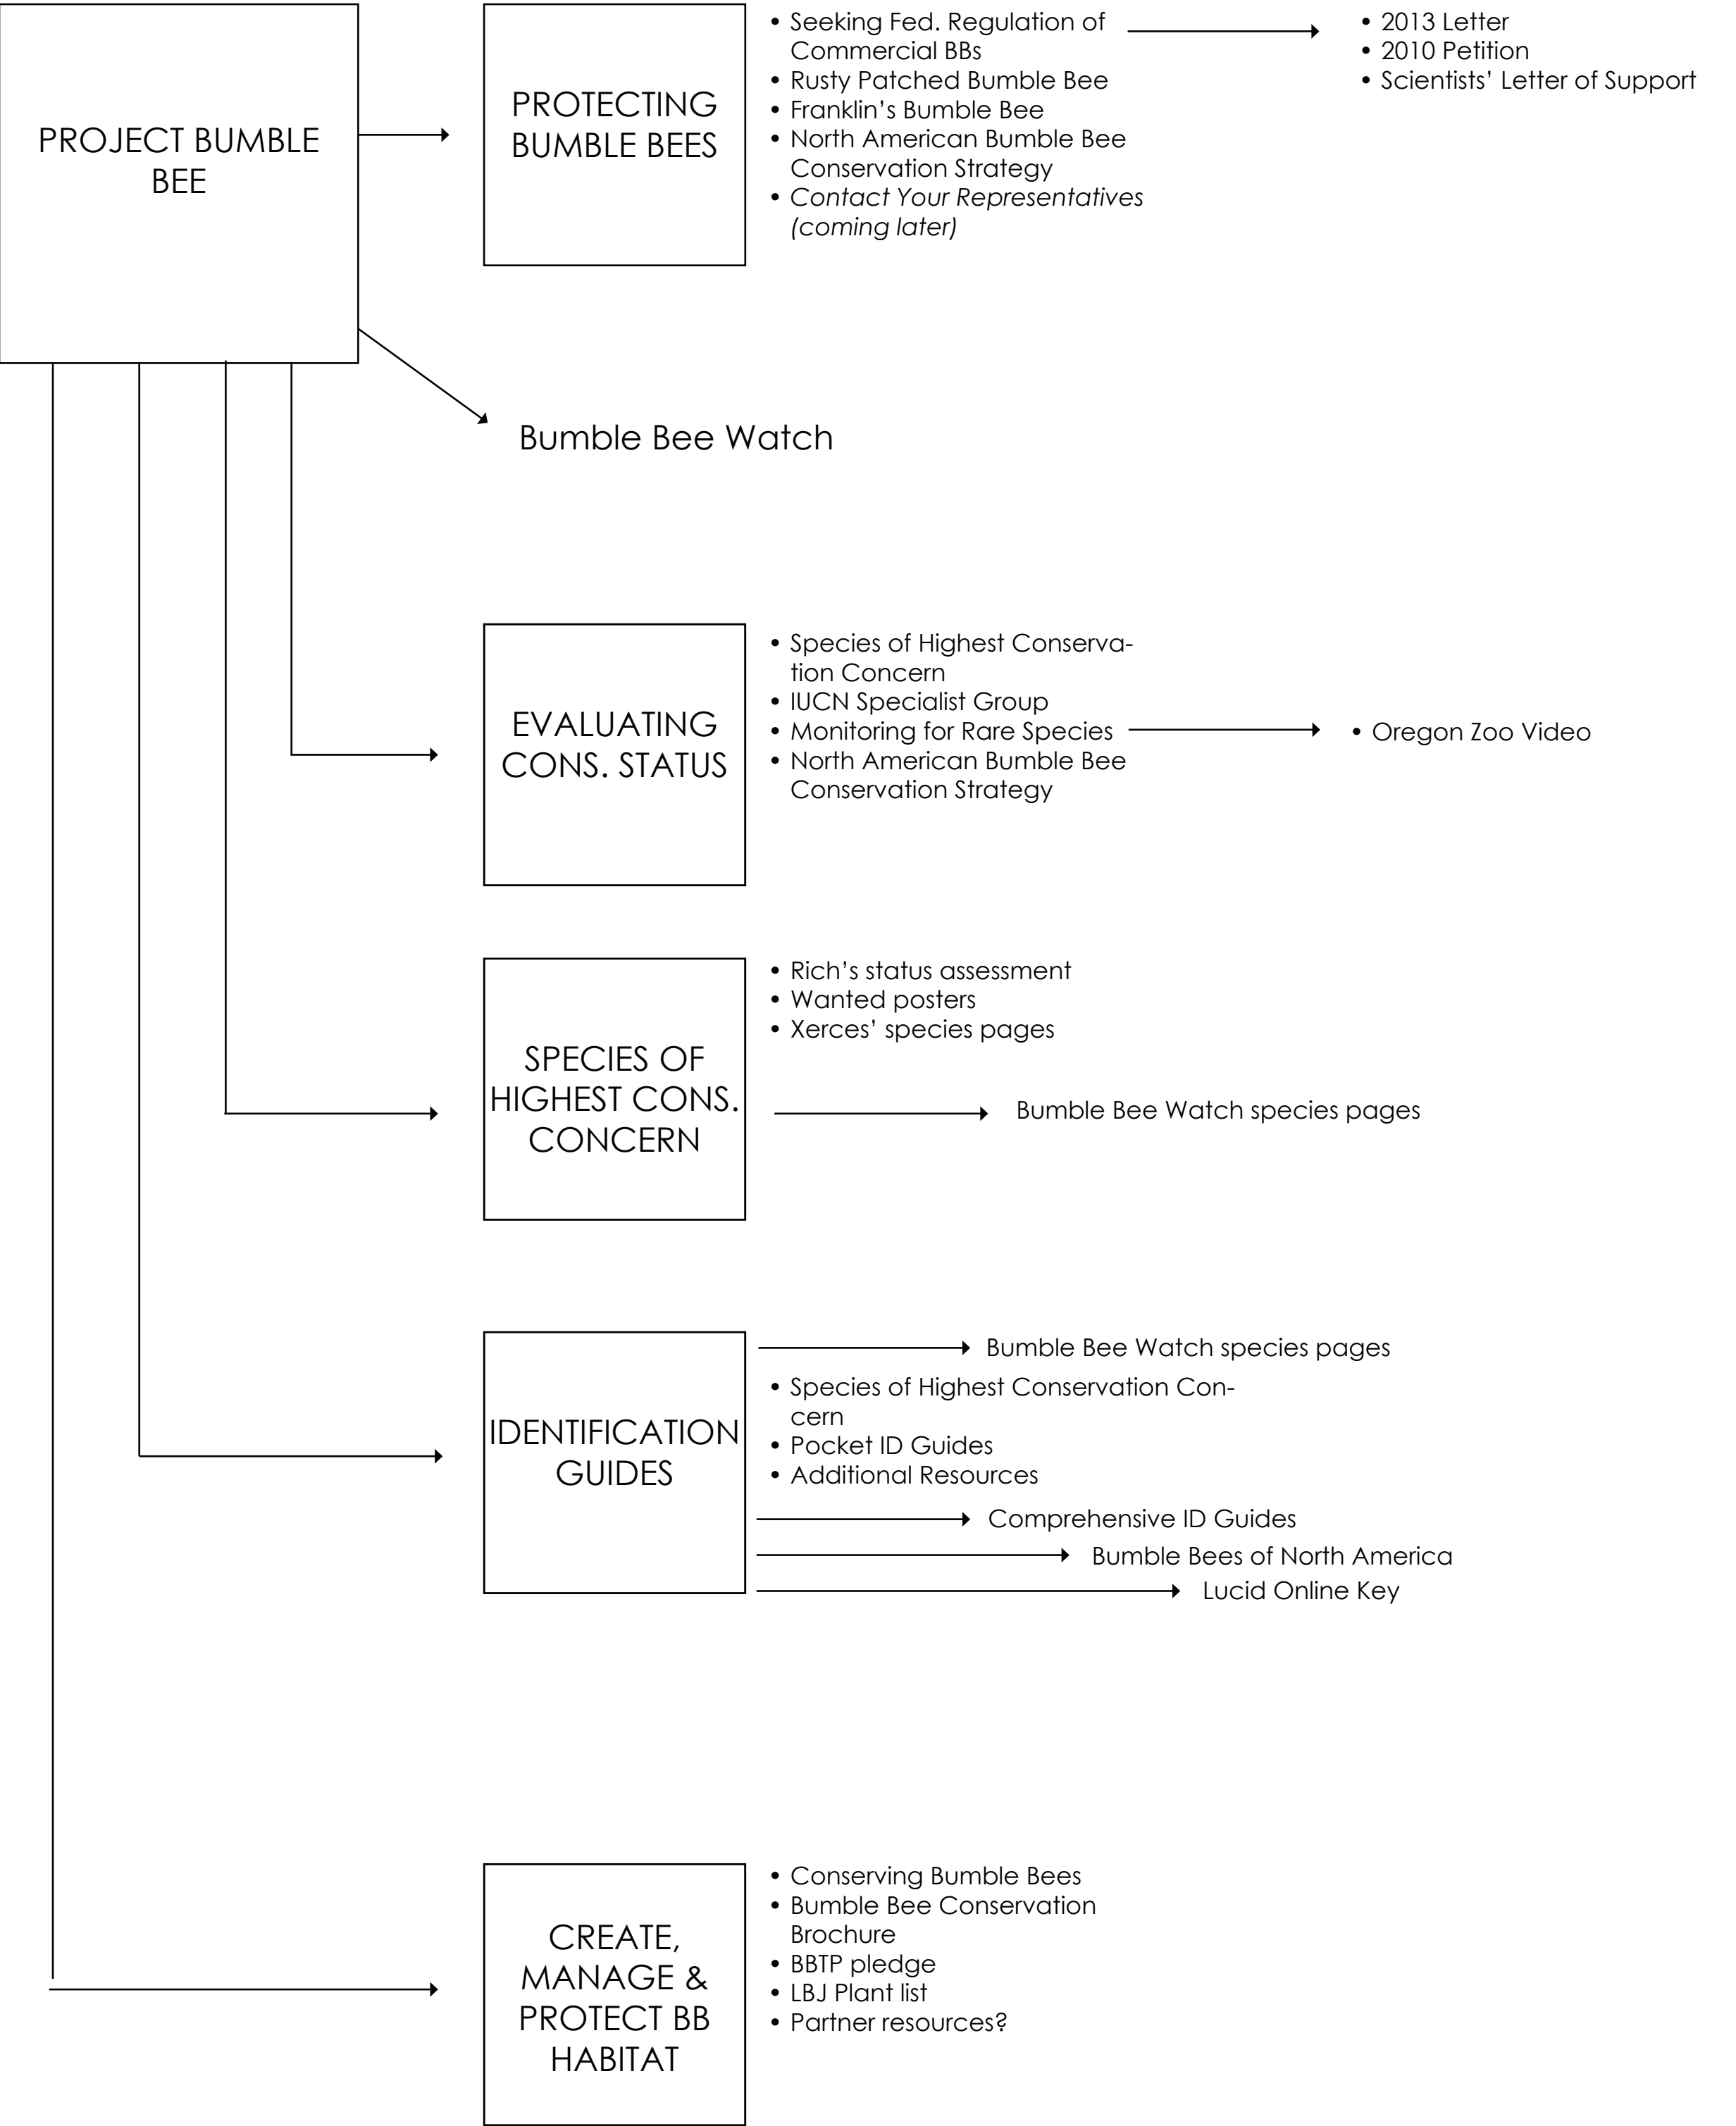 PROJECT BUMBLE
BEE
PROTECTING
BUMBLE BEES
• Seeking Fed. Regulation of
Commercial BBs
• Rusty Patched Bumble Bee
• Franklin’s Bumble Bee
• North American Bumble Bee
Conservation Strategy
• Contact Your Representatives
(coming later)
• 2013 Letter
• 2010 Petition
• Scientists’ Letter of Support
Bumble Bee Watch
EVALUATING
CONS. STATUS
• Species of Highest Conserva-
tion Concern
• IUCN Specialist Group
• Monitoring for Rare Species
• North American Bumble Bee
Conservation Strategy
• Oregon Zoo Video
SPECIES OF
HIGHEST CONS.
CONCERN
• Rich’s status assessment
• Wanted posters
• Xerces’ species pages
Bumble Bee Watch species pages
IDENTIFICATION
GUIDES
Bumble Bee Watch species pages
• Species of Highest Conservation Con-
cern
• Pocket ID Guides
• Additional Resources
Comprehensive ID Guides
Bumble Bees of North America
Lucid Online Key
CREATE,
MANAGE &
PROTECT BB
HABITAT
• Conserving Bumble Bees
• Bumble Bee Conservation
Brochure
• BBTP pledge
• LBJ Plant list
• Partner resources?